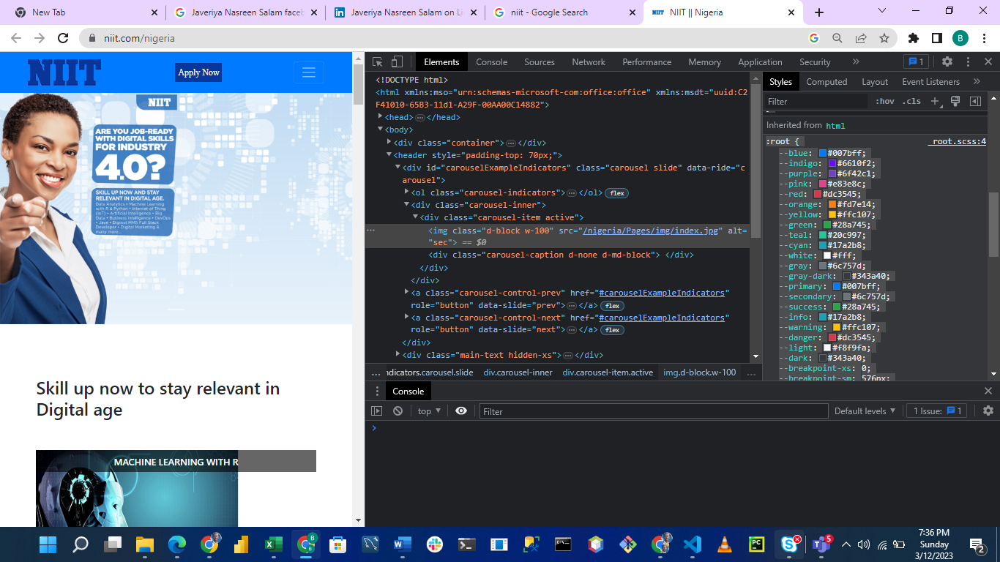 New Tab
Javeriya Nasreen Salam faceb
Javeriya Nasreen Salam on Li
niit - Google Search
NIIT || Nigeria
niit.com/nigeria
B
NIIT
Apply Now
NIIT
ARE YOU JOB-READY
WITH DIGITAL SKILLS
FOR INDUSTRY
4.0?
SKILL UP NOW AND STAY
RELEVANT IN DIGITAL AGE.
Data Analytics • Machine Learning
with R & Python • Internet of Thing
(IoT) • Artificial Intelligence • Big
Data • Business Intelligence • DevOps
• Java • Diginxt MMS Full Stack
Developer • Digital Marketing &
many more...
Skill up now to stay relevant in
Digital age
MACHINE LEARNING WITH R
Elements Console Sources Network Performance Memory Application Security » 1
<!DOCTYPE html>
<html xmlns:mso="urn:schemas-microsoft-com:office:office" xmlns:msdt="uuid:C2
F41010-65B3-11d1-A29F-00AA00C14882">
<head>…</head>
<body>
<div class="container">…</div>
<header style="padding-top: 70px;">
<div id="carouselExampleIndicators" class="carousel slide" data-ride="c
arousel">
<ol class="carousel-indicators">…</ol> flex
<div class="carousel-inner">
<div class="carousel-item active">
<img class="d-block w-100" src="/nigeria/Pages/img/index.jpg" alt=
"sec"> == $0
<div class="carousel-caption d-none d-md-block"> </div>
</div>
</div>
<a class="carousel-control-prev" href="#carouselExampleIndicators"
role="button" data-slide="prev">…</a> flex
<a class="carousel-control-next" href="#carouselExampleIndicators"
role="button" data-slide="next">…</a> flex
</div>
<div class="main-text hidden-xs">…</div>
… ndicators.carousel.slide div.carousel-inner div.carousel-item.active img.d-block.w-100 …
Styles Computed Layout Event Listeners »
Filter :hov .cls
Inherited from html
:root { _root.scss:4
--blue: #007bff;
--indigo: #6610f2;
--purple: #6f42c1;
--pink: #e83e8c;
--red: #dc3545;
--orange: #fd7e14;
--yellow: #ffc107;
--green: #28a745;
--teal: #20c997;
--cyan: #17a2b8;
--white: #fff;
--gray: #6c757d;
--gray-dark: #343a40;
--primary: #007bff;
--secondary: #6c757d;
--success: #28a745;
--info: #17a2b8;
--warning: #ffc107;
--danger: #dc3545;
--light: #f8f9fa;
--dark: #343a40;
--breakpoint-xs: 0;
--breakpoint-sm: 576px;
Console
top Filter Default levels 1 Issue: 1
B
PC
5
7:36 PM
Sunday
3/12/2023
2